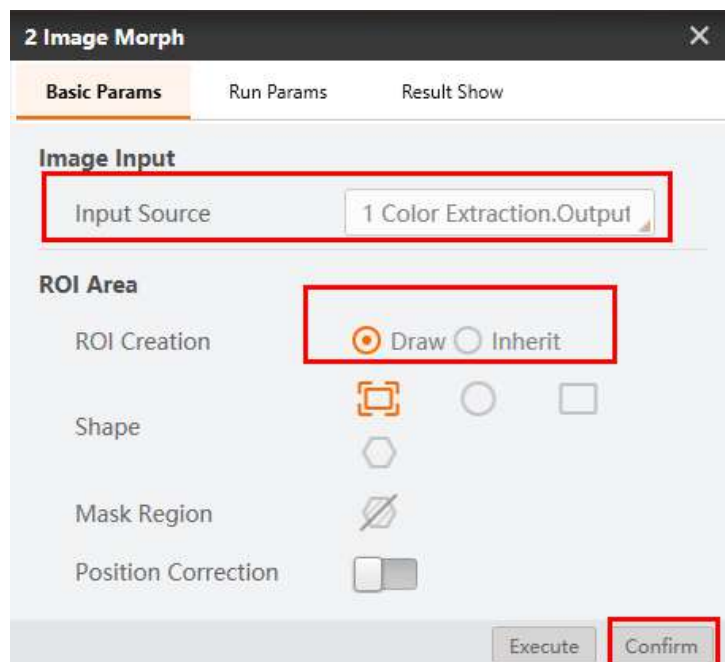 2 Image Morph
Basic Params Run Params Result Show
Image Input
Input Source 1 Color Extraction.Output
ROI Area
ROI Creation Draw Inherit
Shape
Mask Region
Position Correction
Execute Confirm